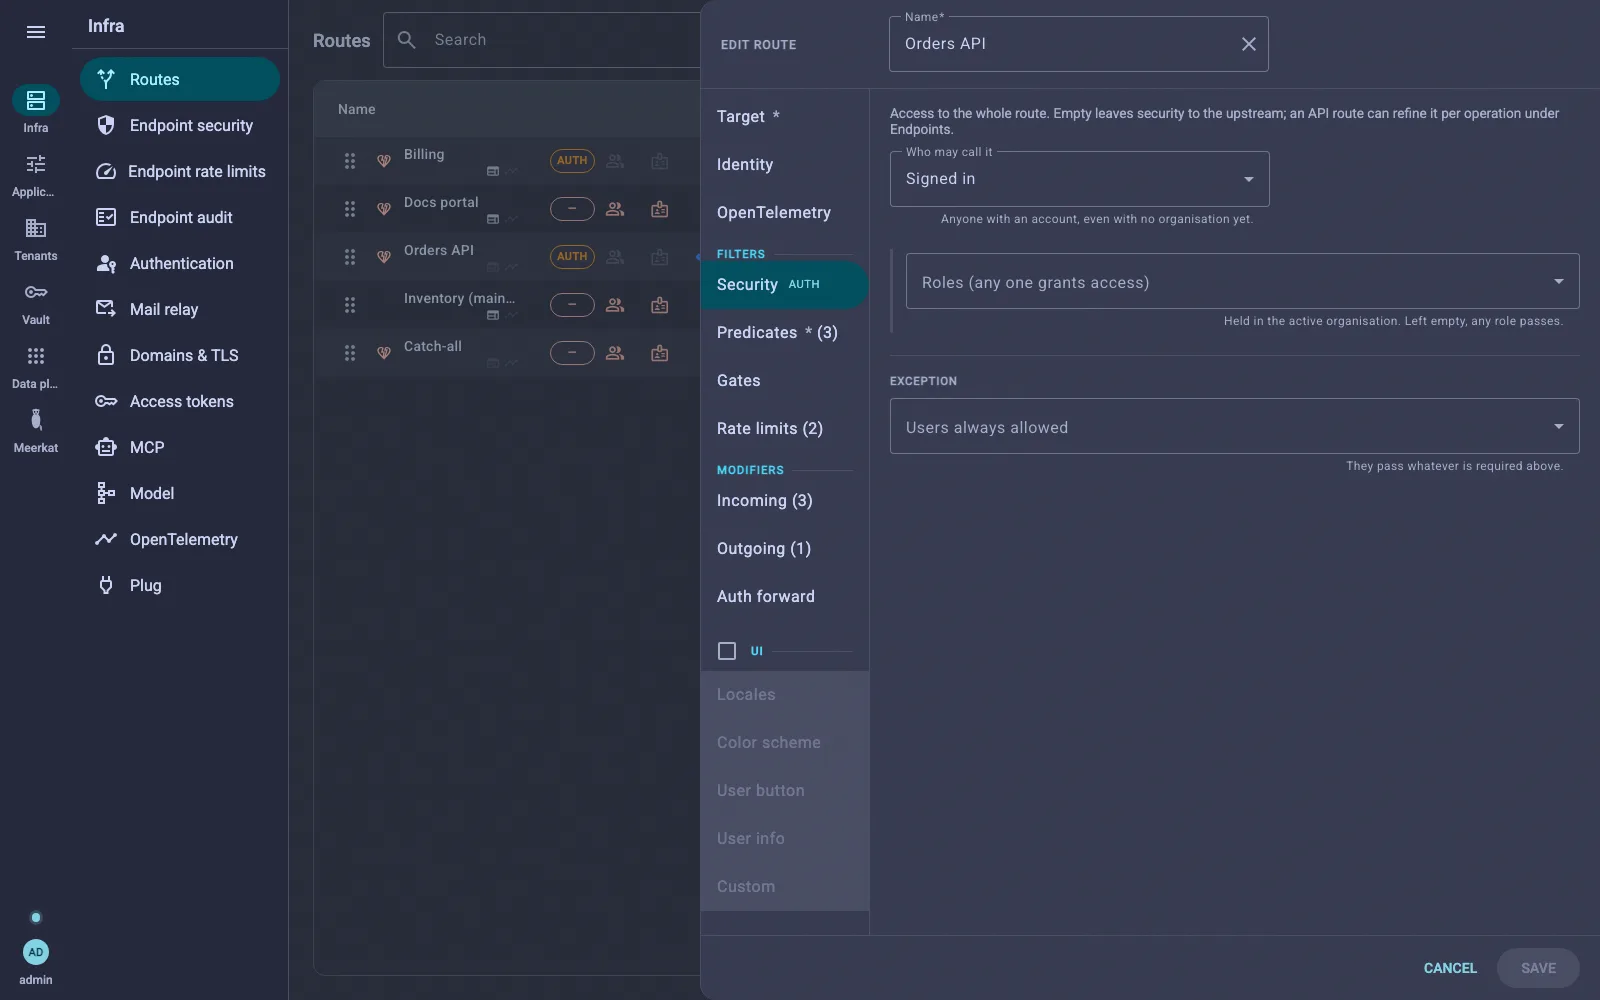 Infra
Applic...
Tenants
Vault
Data pl...
Meerkat
AD
admin
Infra
Routes
Endpoint security
Endpoint rate limits
Endpoint audit
Authentication
Mail relay
Domains & TLS
Access tokens
MCP
Model
OpenTelemetry
Plug
Routes
Search
Name
Billing
AUTH
Docs portal
–
Orders API
AUTH
Inventory (main...
–
Catch-all
–
EDIT ROUTE
Name*
Orders API
Target *
Identity
OpenTelemetry
FILTERS
Security AUTH
Predicates * (3)
Gates
Rate limits (2)
MODIFIERS
Incoming (3)
Outgoing (1)
Auth forward
UI
Locales
Color scheme
User button
User info
Custom
Access to the whole route. Empty leaves security to the upstream; an API route can refine it per operation under
Endpoints.
Who may call it
Signed in
Anyone with an account, even with no organisation yet.
Roles (any one grants access)
Held in the active organisation. Left empty, any role passes.
EXCEPTION
Users always allowed
They pass whatever is required above.
CANCEL
SAVE